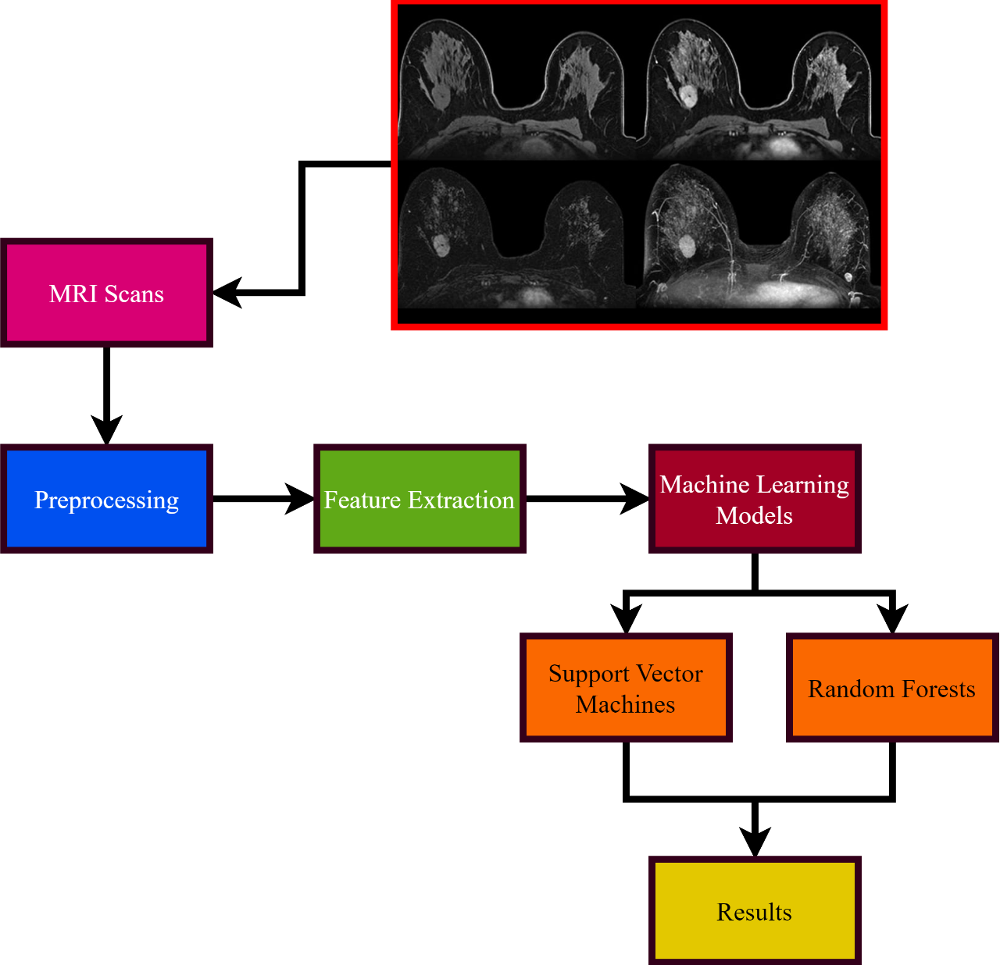 MRI Scans
Preprocessing
Feature Extraction
Machine Learning
Models
Support Vector
Machines
Random Forests
Results